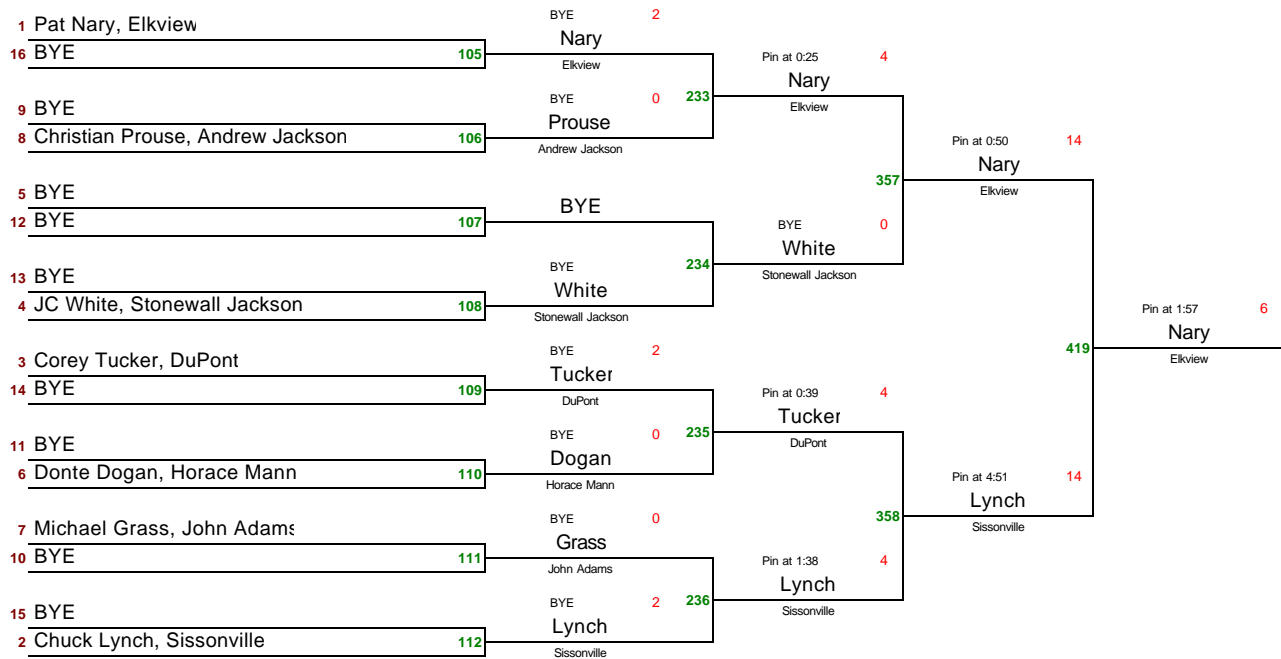 1 Pat Nary, Elkview
16 BYE
105
9 BYE
8 Christian Prouse, Andrew Jackson
106
5 BYE
12 BYE
107
13 BYE
4 JC White, Stonewall Jackson
108
3 Corey Tucker, DuPont
14 BYE
109
11 BYE
6 Donte Dogan, Horace Mann
110
7 Michael Grass, John Adams
10 BYE
111
15 BYE
2 Chuck Lynch, Sissonville
112
BYE 2
Nary
Elkview
233
BYE 0
Prouse
Andrew Jackson
BYE
234
BYE
White
Stonewall Jackson
BYE 2
Tucker
DuPont
235
BYE 0
Dogan
Horace Mann
BYE 0
Grass
John Adams
236
BYE 2
Lynch
Sissonville
Pin at 0:25 4
Nary
Elkview
357
BYE 0
White
Stonewall Jackson
Pin at 0:39 4
Tucker
DuPont
358
Pin at 1:38 4
Lynch
Sissonville
Pin at 0:50 14
Nary
Elkview
419
Pin at 4:51 14
Lynch
Sissonville
Pin at 1:57 6
Nary
Elkview